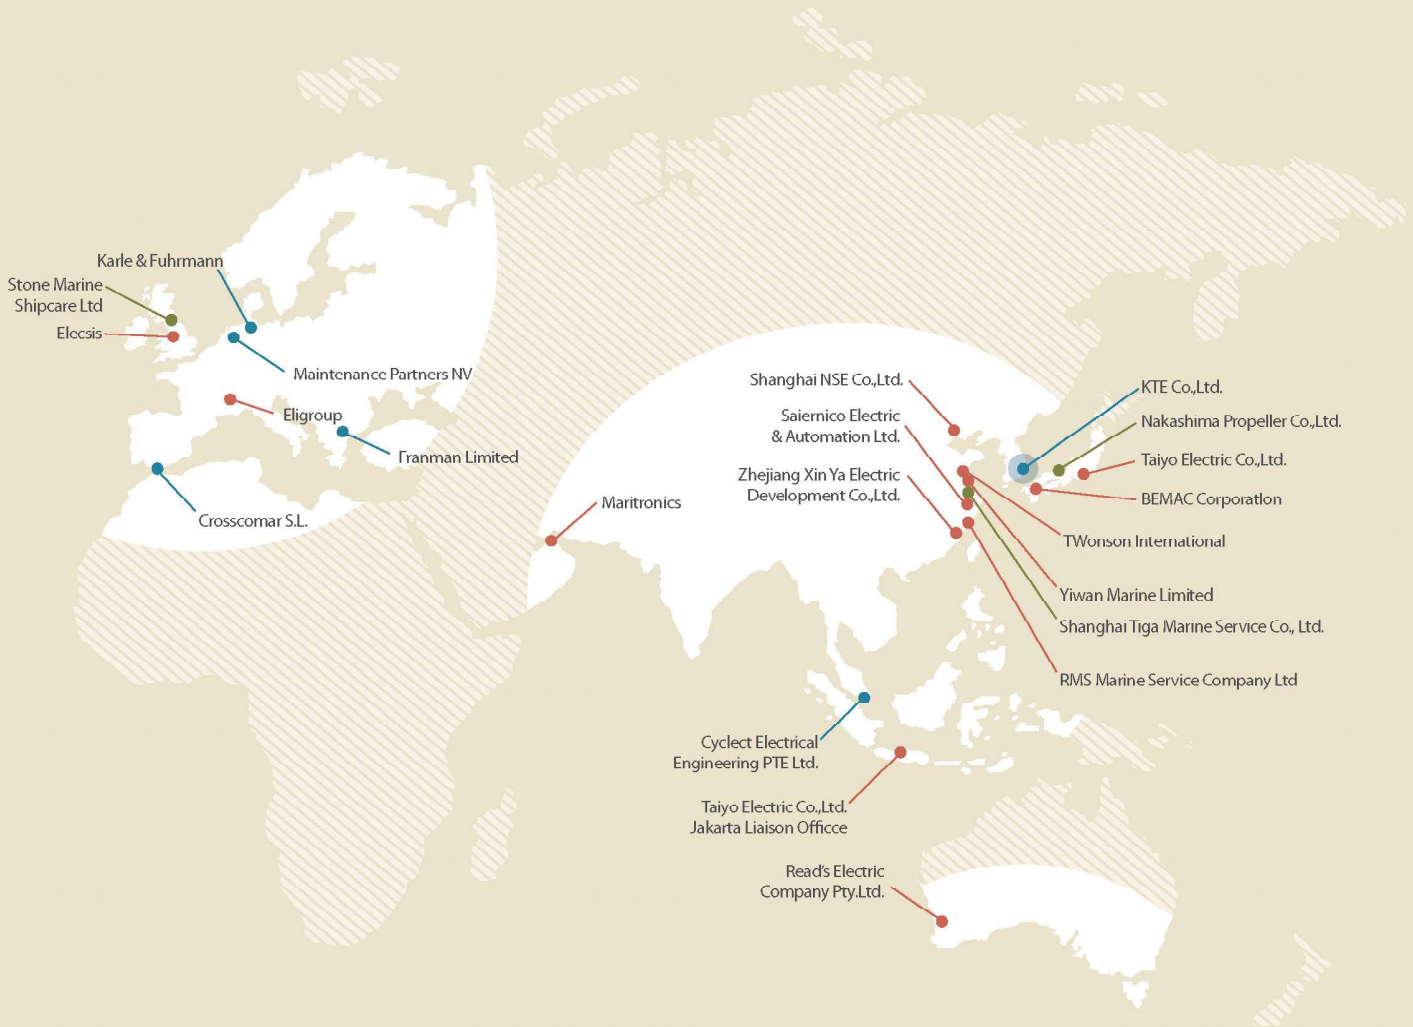 Karle & Fuhrmann
Stone Marine
Shipcare Ltd
Elecsis
Maintenance Partners NV
Eligroup
Franman Limited
Crosscomar S.L.
Maritronics
Shanghai NSE Co.,Ltd.
Saiernico Electric
& Automation Ltd.
Zhejiang Xin Ya Electric
Development Co.,Ltd.
KTE Co.,Ltd.
Nakashima Propeller Co.,Ltd.
Taiyo Electric Co.,Ltd.
BEMAC Corporation
TWonson International
Yiwan Marine Limited
Shanghai Tiga Marine Service Co., Ltd.
RMS Marine Service Company Ltd
Cyclect Electrical
Engineering PTE Ltd.
Taiyo Electric Co.,Ltd.
Jakarta Liaison Officce
Read's Electric
Company Pty.Ltd.